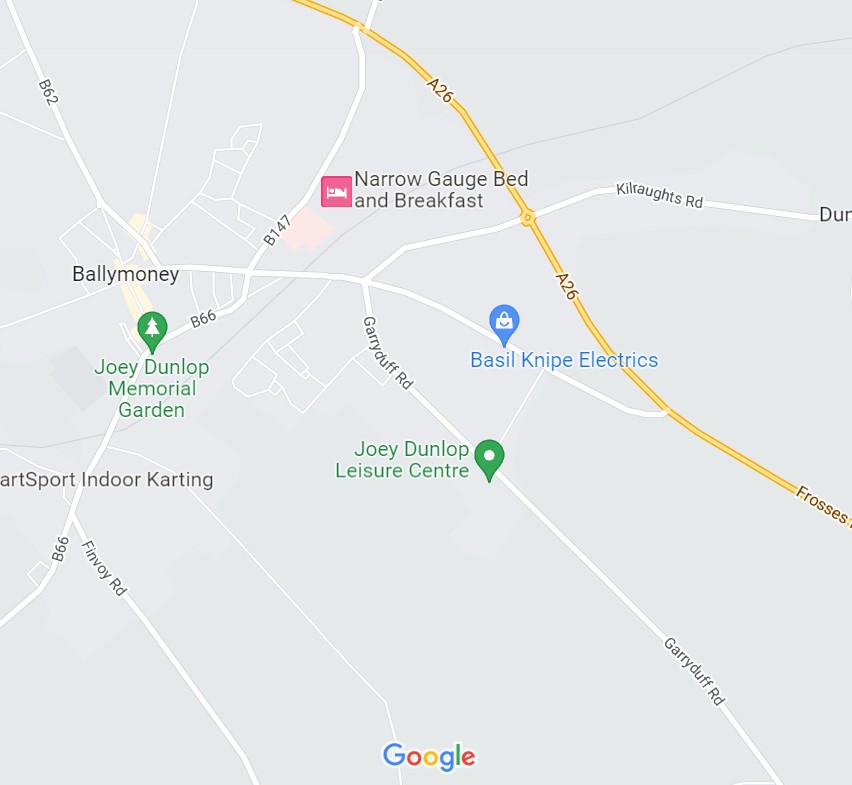 B62
A26
Narrow Gauge Bed
and Breakfast
Kilraughts Rd
B147
Dun
Ballymoney
A26
B66
Garryduff Rd
Basil Knipe Electrics
Joey Dunlop
Memorial
Garden
Joey Dunlop
Leisure Centre
artSport Indoor Karting
Frosses
B66
Finvoy Rd
Garryduff Rd
Google